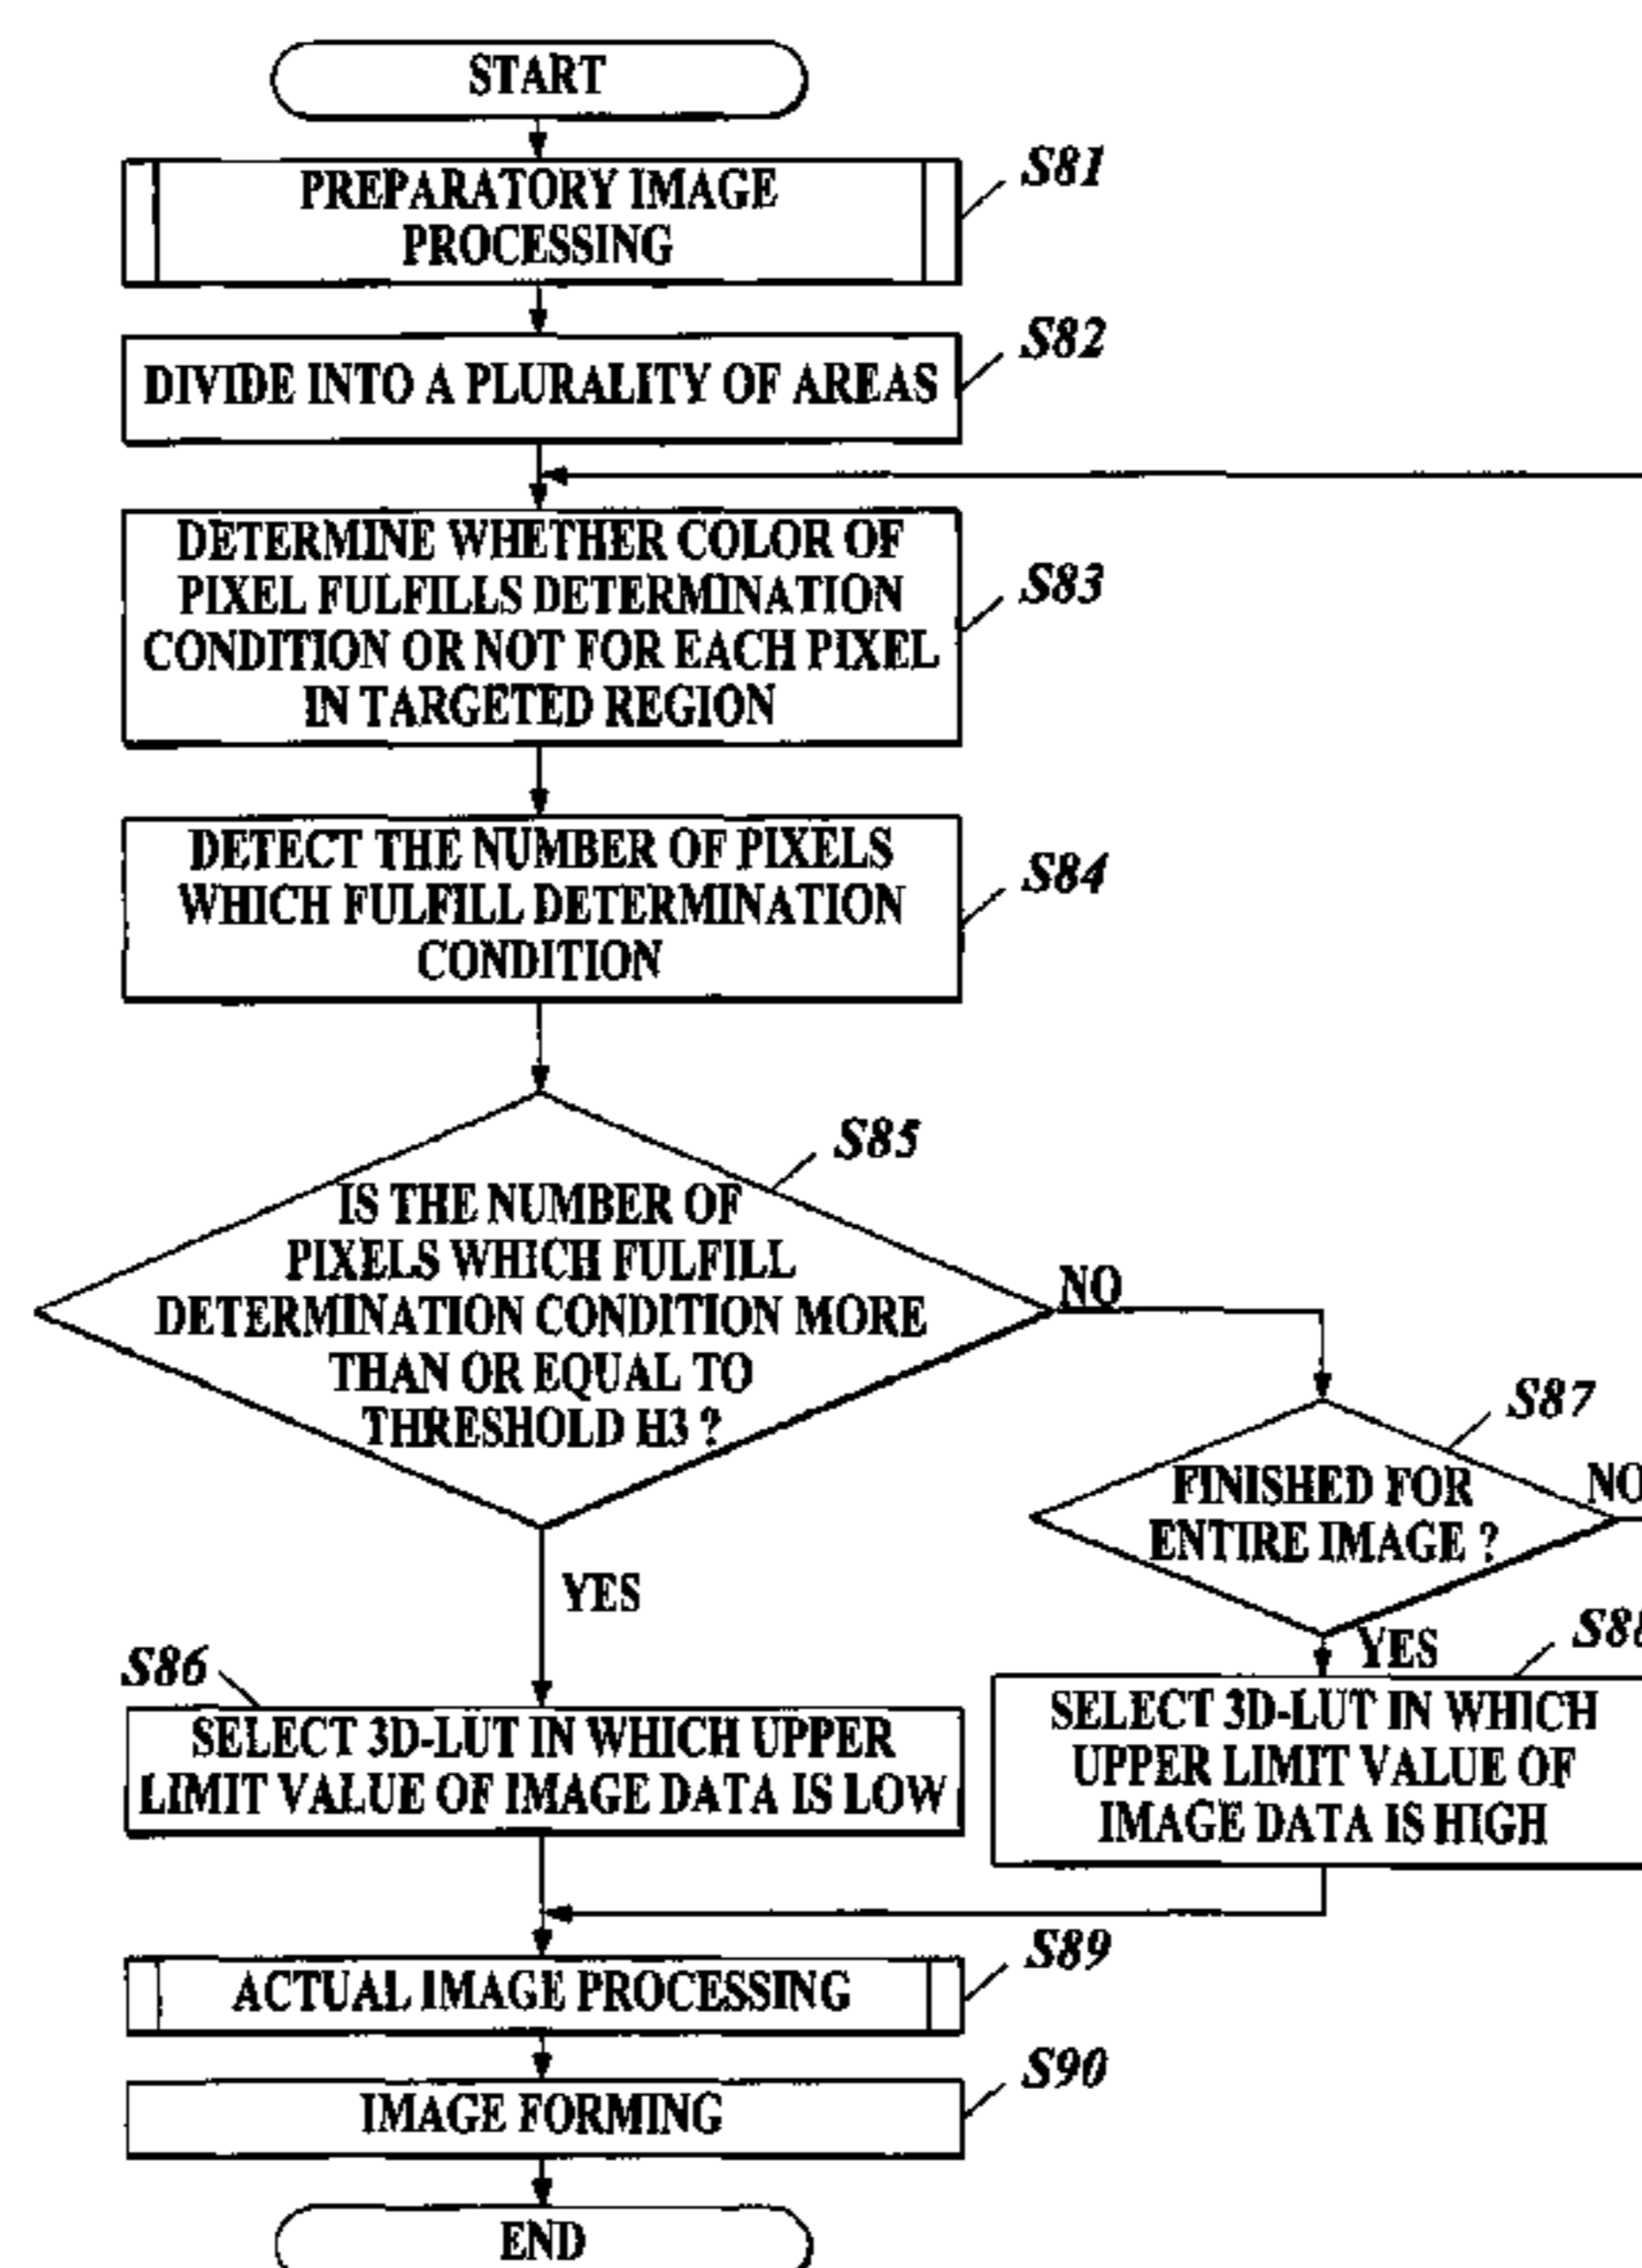 START
PREPARATORY IMAGE
PROCESSING
S81
DIVIDE INTO A PLURALITY OF AREAS
S82
DETERMINE WHETHER COLOR OF
PIXEL FULFILLS DETERMINATION
CONDITION OR NOT FOR EACH PIXEL
IN TARGETED REGION
S83
DETECT THE NUMBER OF PIXELS
WHICH FULFILL DETERMINATION
CONDITION
S84
S85
IS THE NUMBER OF
PIXELS WHICH FULFILL
DETERMINATION CONDITION MORE
THAN OR EQUAL TO
THRESHOLD H3 ?
NO
YES
S87
FINISHED FOR
ENTIRE IMAGE ?
NO
YES
S86
SELECT 3D-LUT IN WHICH UPPER
LIMIT VALUE OF IMAGE DATA IS LOW
S88
SELECT 3D-LUT IN WHICH
UPPER LIMIT VALUE OF
IMAGE DATA IS HIGH
ACTUAL IMAGE PROCESSING
S89
IMAGE FORMING
S90
END